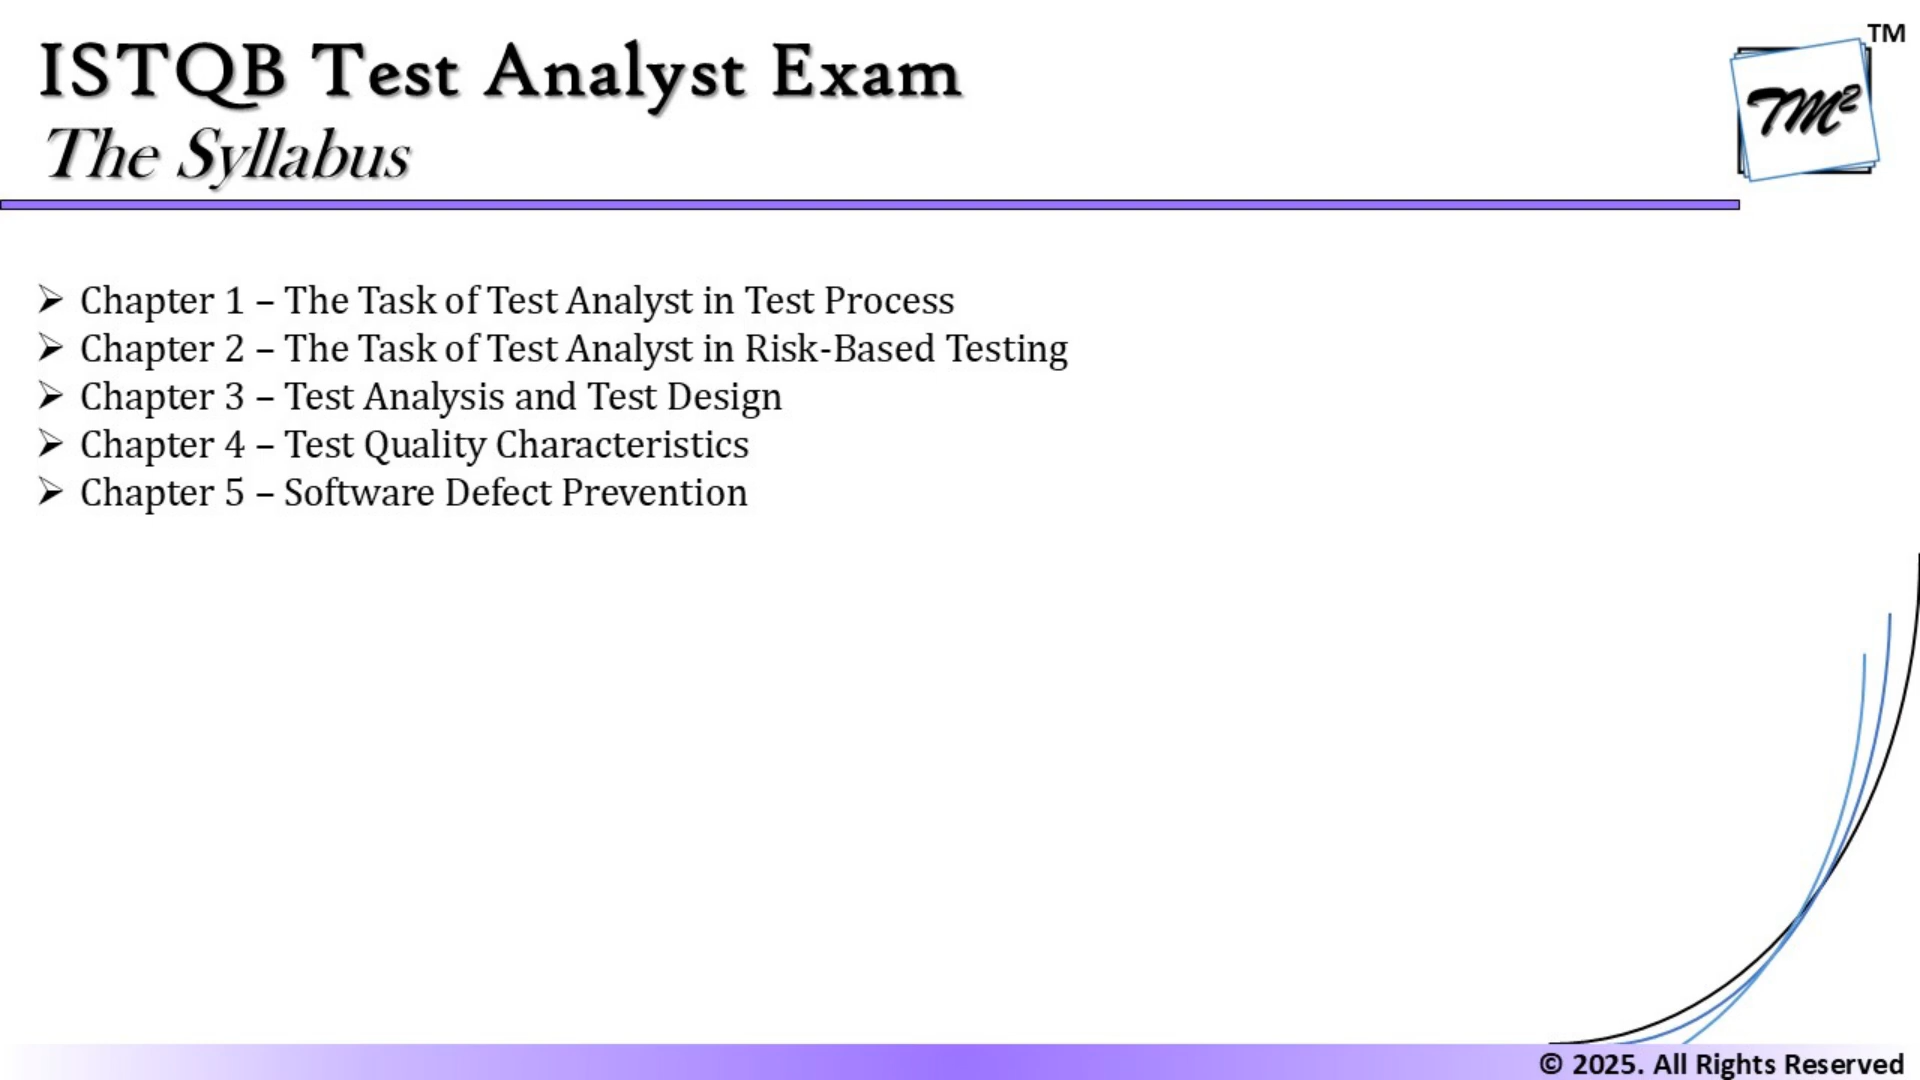 ISTQB Test Analyst Exam
The Syllabus
TM
TM²
➢ Chapter 1 – The Task of Test Analyst in Test Process
➢ Chapter 2 – The Task of Test Analyst in Risk-Based Testing
➢ Chapter 3 – Test Analysis and Test Design
➢ Chapter 4 – Test Quality Characteristics
➢ Chapter 5 – Software Defect Prevention
© 2025. All Rights Reserved